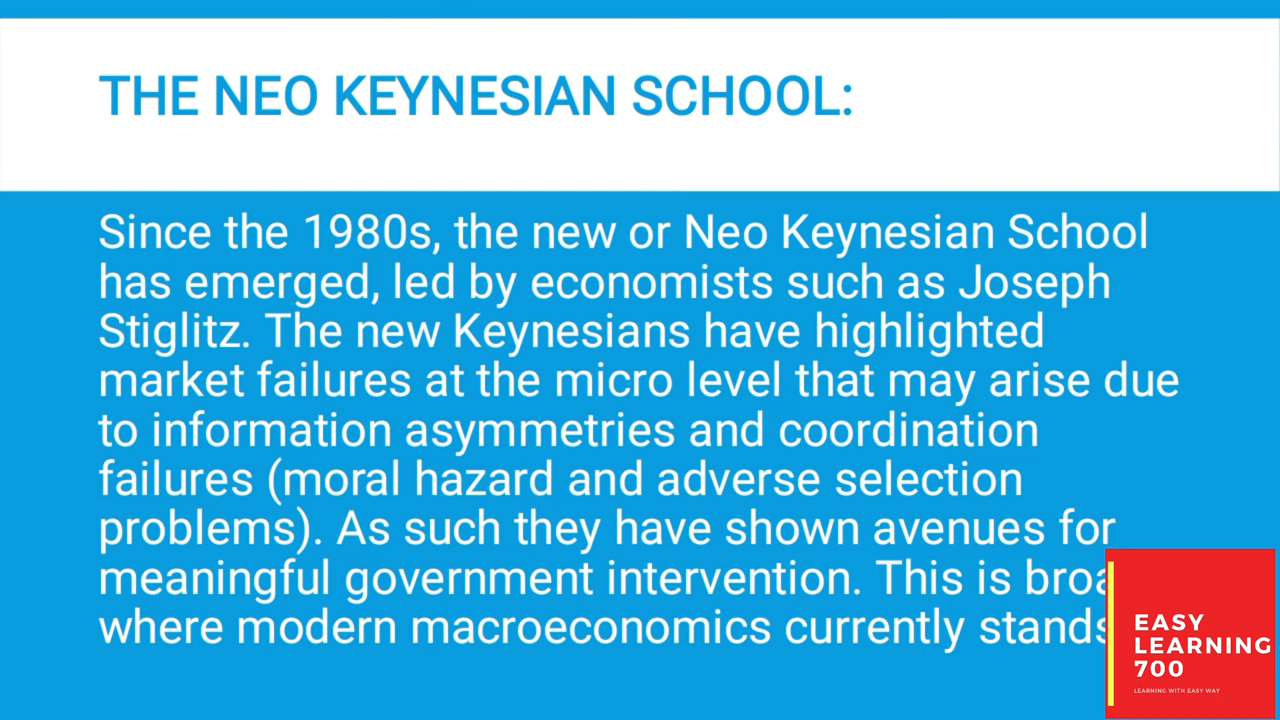 THE NEO KEYNESIAN SCHOOL:
Since the 1980s, the new or Neo Keynesian School
has emerged, led by economists such as Joseph
Stiglitz. The new Keynesians have highlighted
market failures at the micro level that may arise due
to information asymmetries and coordination
failures (moral hazard and adverse selection
problems). As such they have shown avenues for
meaningful government intervention. This is
where modern macroeconomics currently stands
EASY
LEARNING
700
LEARNING WITH EASY WAY